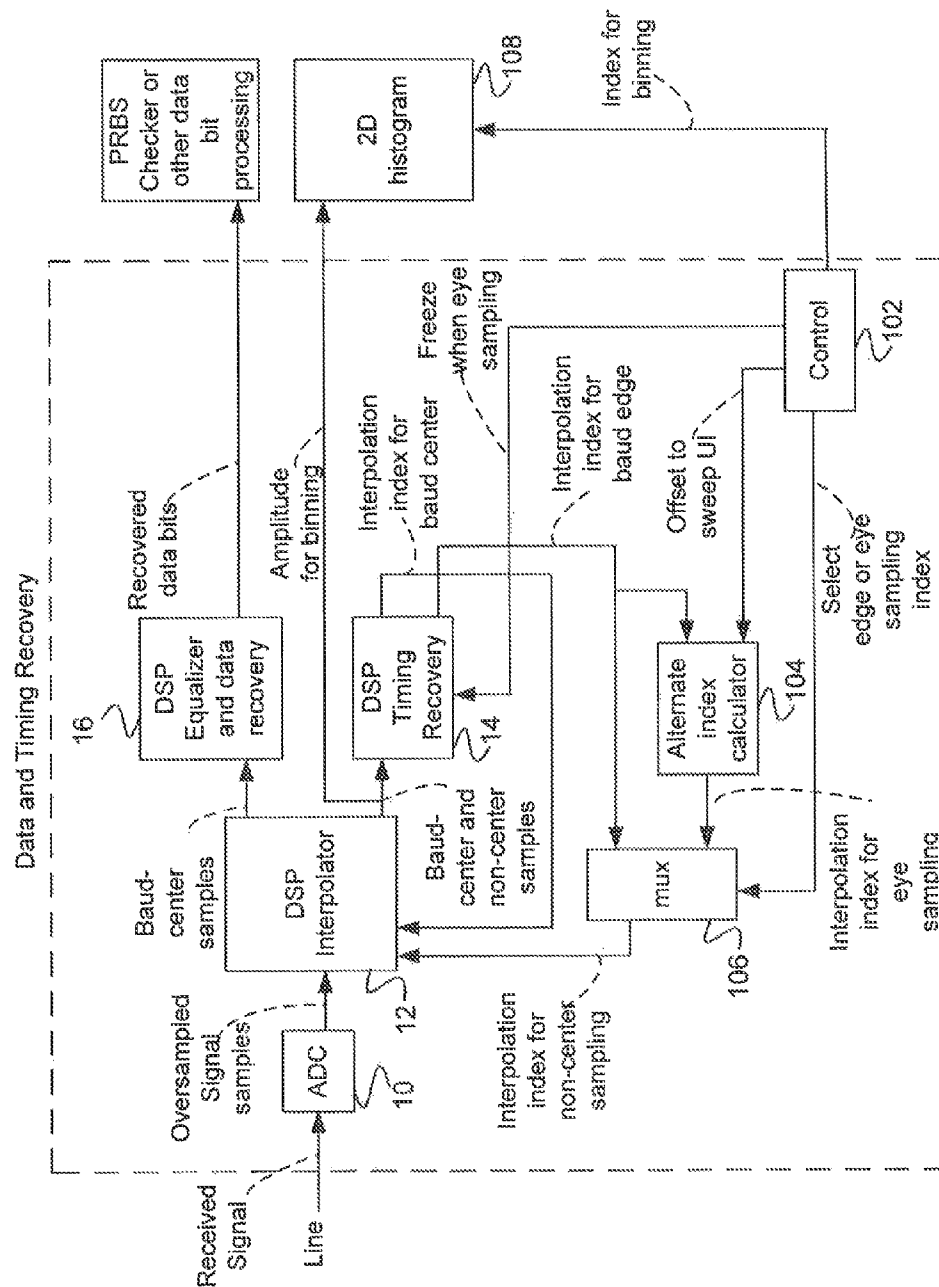 Data and Timing Recovery
Received
Signal
Line
ADC
10
Oversampled
Signal
samples
DSP
Interpolator
12
Baud-
center
samples
16
DSP
Equalizer
and data
recovery
Recovered
data bits
PRBS
Checker or
other data
bit
processing
Amplitude
for binning
2D
histogram
108
Baud-
center and
non-center
samples
DSP
Timing
Recovery
14
Interpolation
index for
baud center
Freeze
when eye
sampling
Interpolation
index for
baud edge
Interpolation
index for
non-center
sampling
mux
106
Alternate
index
calculator
104
Offset to
sweep UI
Control
102
Index for
binning
Select
edge or eye
sampling
index
Interpolation
index for
eye
sampling